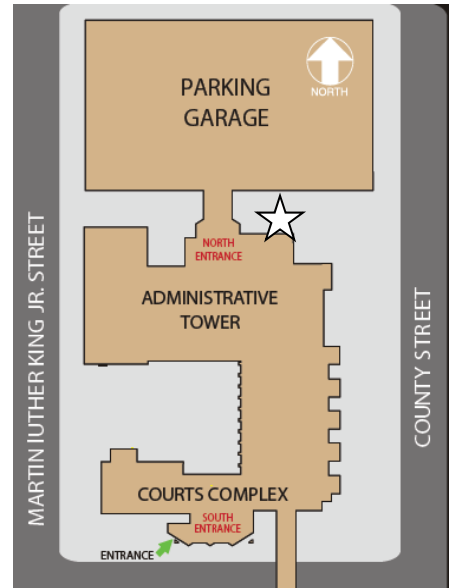 PARKING
GARAGE
NORTH
NORTH
ENTRANCE
ADMINISTRATIVE
TOWER
MARTIN lUTHER KING JR. STREET
COUNTY STREET
COURTS COMPLEX
SOUTH
ENTRANCE
ENTRANCE